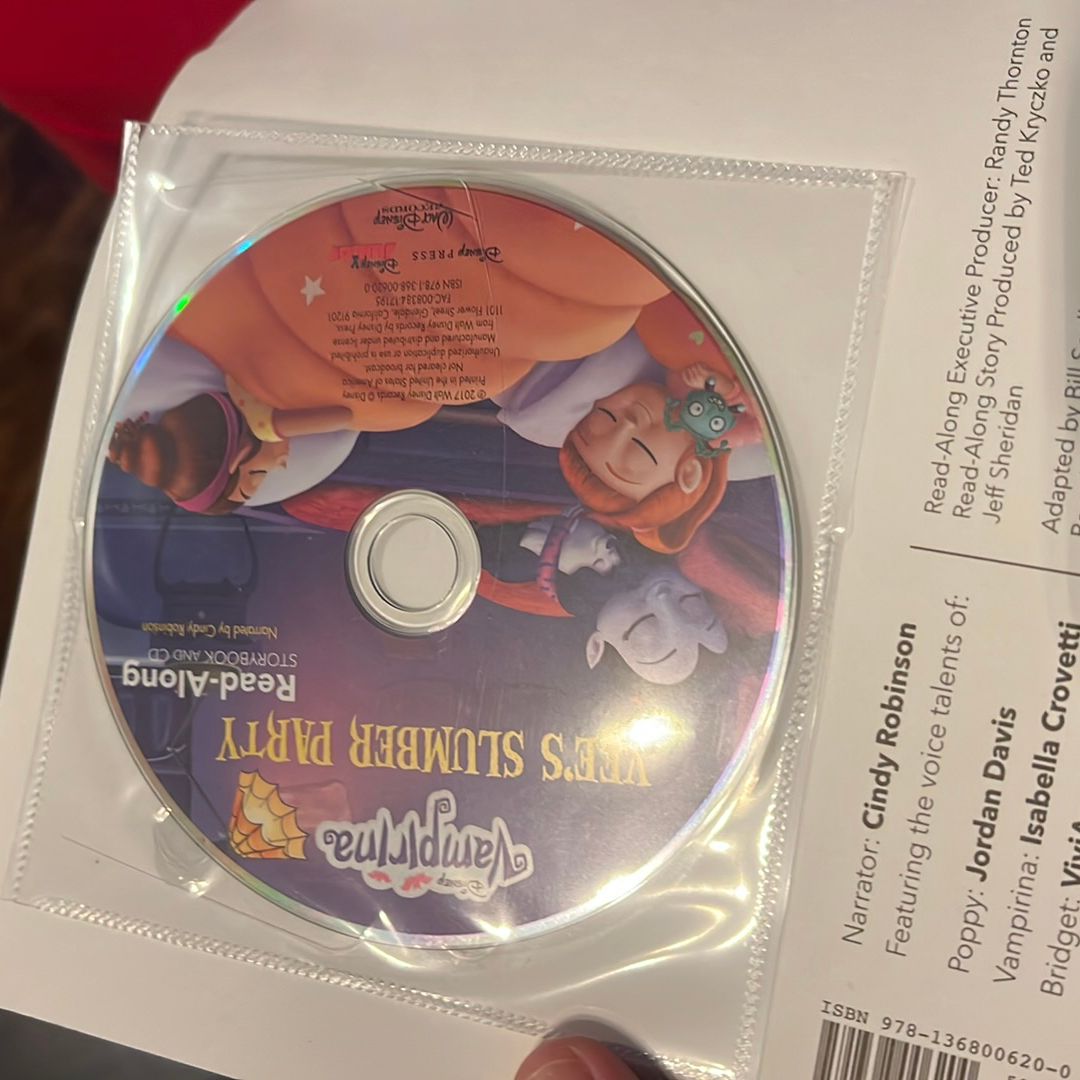 Disney
Vampirina
VEE'S SLUMBER PARTY
Read-Along
STORYBOOK AND CD
Narrated by Cindy Robinson
℗ 2017 Walt Disney Records © Disney
Printed in the United States of America
Not cleared for broadcast.
Unauthorized duplication or use is prohibited
Manufactured and distributed under license
from Walt Disney Records by Disney Press,
1101 Flower Street, Glendale, California 91201
FAC-008384-17195
ISBN 978-1-368-00620-0
Disney PRESS
Disney
WALT DISNEY
RECORDS
Narrator: Cindy Robinson
Featuring the voice talents of:
Poppy: Jordan Davis
Vampirina: Isabella Crovetti
Bridget:
Read-Along Executive Producer: Randy Thornton
Read-Along Story Produced by Ted Kryczko and
Jeff Sheridan
Adapted by Bill
ISBN 978-136800620-0